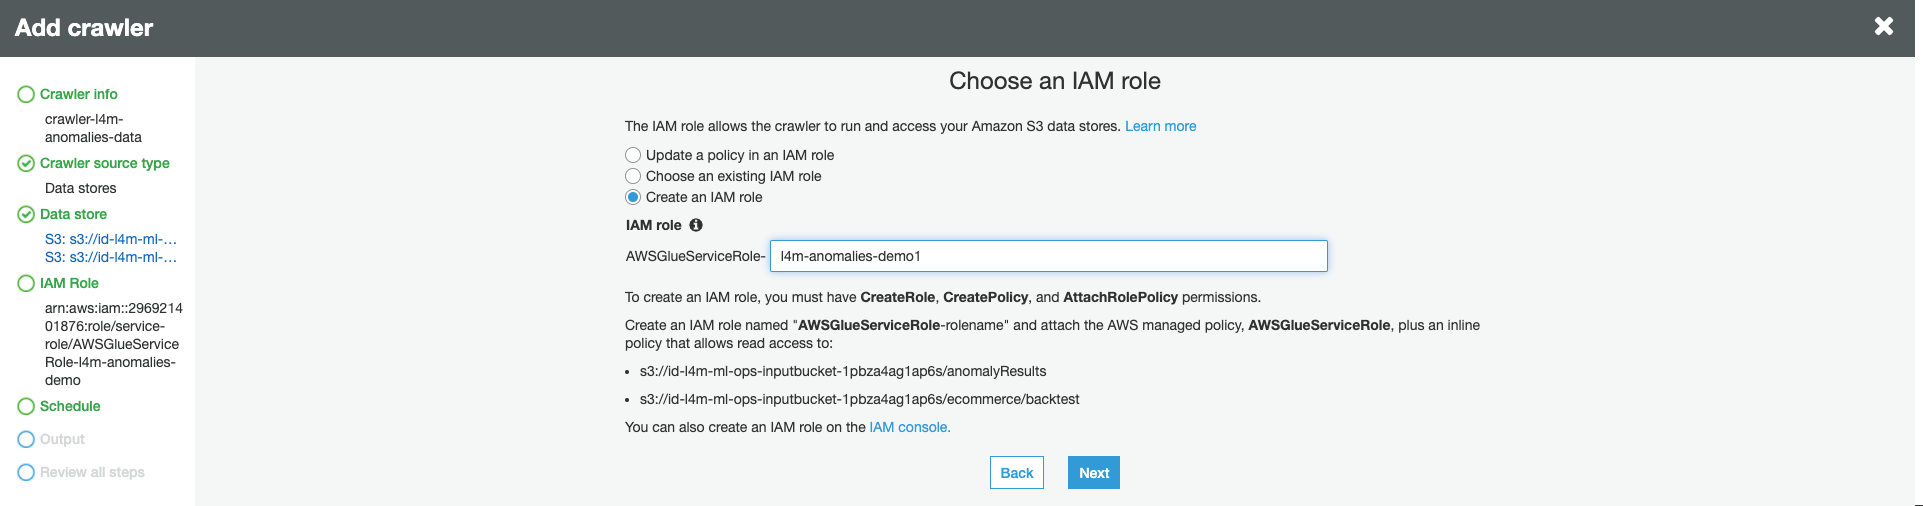 Add crawler
Crawler info
crawler-l4m-
anomalies-data
Crawler source type
Data stores
Data store
S3: s3://id-l4m-ml-...
S3: s3://id-l4m-ml-...
IAM Role
arn:aws:iam::2969214
01876:role/service-
role/AWSGlueService
Role-l4m-anomalies-
demo
Schedule
Output
Review all steps
Choose an IAM role
The IAM role allows the crawler to run and access your Amazon S3 data stores. Learn more
Update a policy in an IAM role
Choose an existing IAM role
Create an IAM role
IAM role
AWSGlueServiceRole- l4m-anomalies-demo1
To create an IAM role, you must have CreateRole, CreatePolicy, and AttachRolePolicy permissions.
Create an IAM role named "AWSGlueServiceRole-rolename" and attach the AWS managed policy, AWSGlueServiceRole, plus an inline
policy that allows read access to:
• s3://id-l4m-ml-ops-inputbucket-1pbza4ag1ap6s/anomalyResults
• s3://id-l4m-ml-ops-inputbucket-1pbza4ag1ap6s/ecommerce/backtest
You can also create an IAM role on the IAM console.
Back Next